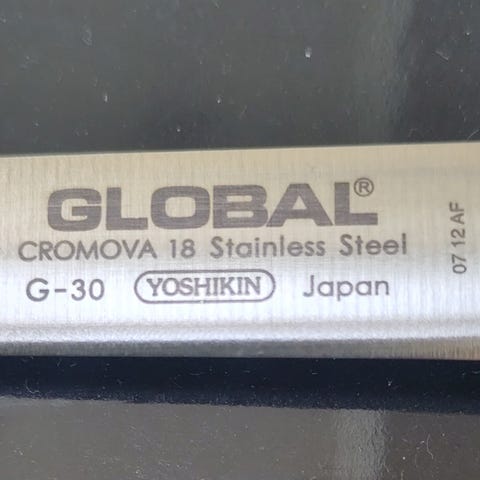 GLOBAL®
CROMOVA 18 Stainless Steel
G-30 YOSHIKIN Japan
07 12 AF